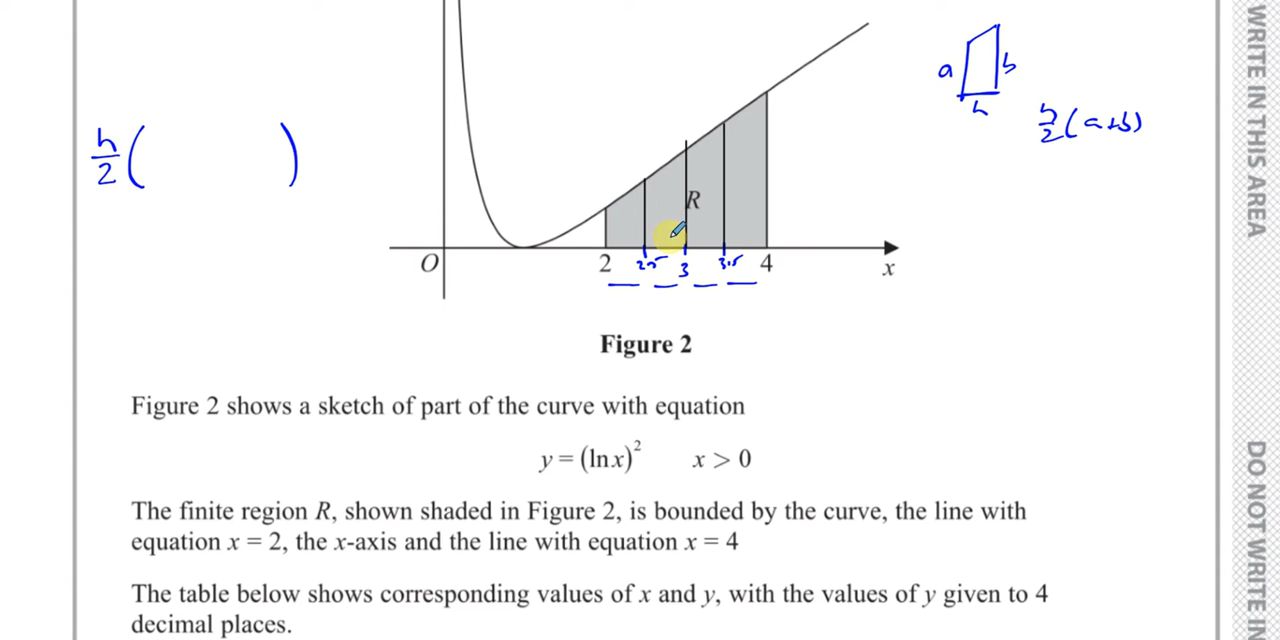 WRITE IN THIS AREA
a
b
h
h/2 (a+b)
h/2 ( )
R
O
2
2.5
3
3.5
4
x
Figure 2
Figure 2 shows a sketch of part of the curve with equation
y = (ln x)² x > 0
The finite region R, shown shaded in Figure 2, is bounded by the curve, the line with
equation x = 2, the x-axis and the line with equation x = 4
The table below shows corresponding values of x and y, with the values of y given to 4
decimal places.
DO NOT WRITE IN